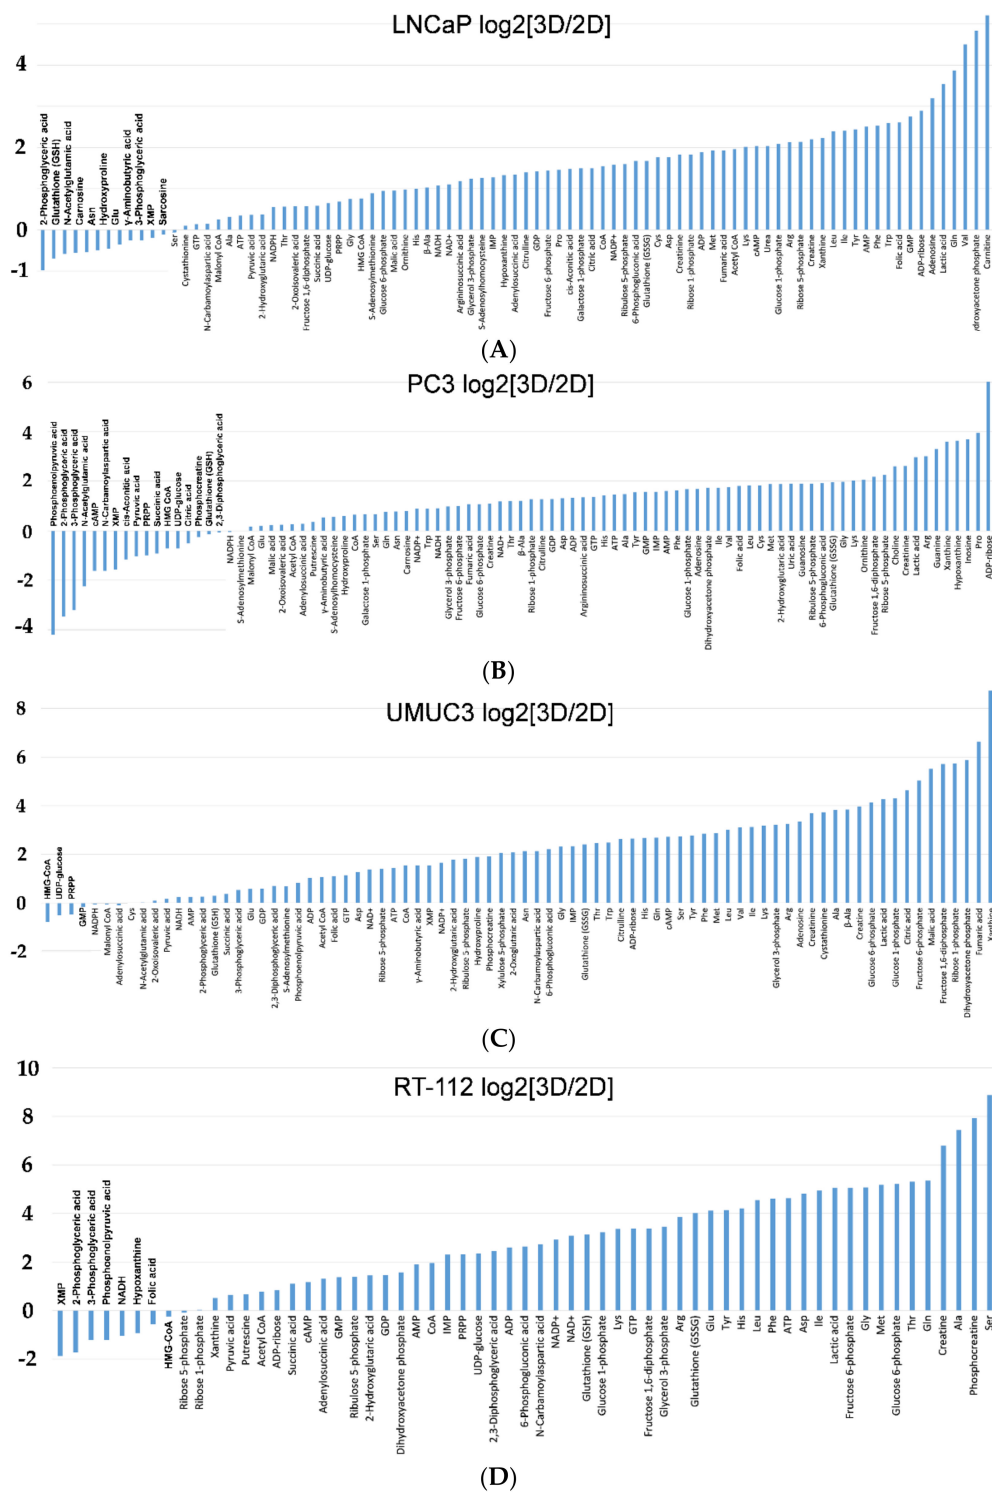 LNCaP log2[3D/2D]
4
2
0
-1
2-Phosphoglyceric acid
Glutathione (GSH)
N-Acetylglutamic acid
Carnosine
Asn
Hydroxyproline
Glu
γ-Aminobutyric acid
3-Phosphoglyceric acid
XMP
Sarcosine
Ser
Cystathionine
GTP
N-Carbamoylaspartic acid
Malonyl CoA
Ala
ATP
Pyruvic acid
2-Hydroxyglutaric acid
NADPH
Thr
2-Oxoisovaleric acid
Fructose 1,6-diphosphate
Succinic acid
UDP-glucose
PRPP
Gly
HMG CoA
S-Adenosylmethionine
Glucose 6-phosphate
Malic acid
Ornithine
His
β-Ala
Trp
NADH
NAD+
Argininosuccinic acid
Glycerol 3-phosphate
S-Adenosylhomocysteine
IMP
Hypoxanthine
Adenylosuccinic acid
Citrulline
GDP
Fructose 6-phosphate
Pro
cis-Aconitic acid
Galactose 1-phosphate
Citric acid
CoA
NADP+
Ribulose 5-phosphate
6-Phosphogluconic acid
Glutathione (GSSG)
Cys
Asp
Creatinine
Ribose 1 phosphate
ADP
Met
Fumaric acid
Acetyl CoA
Lys
cAMP
Urea
Glucose 1-phosphate
Arg
Ribose 5-phosphate
Creatine
Xanthine
Leu
Ile
Tyr
AMP
Phe
Trp
Folic acid
GMP
ADP-ribose
Adenosine
Lactic acid
Gln
Val
ydroxyacetone phosphate
Carnitine
(A)
PC3 log2[3D/2D]
6
4
2
0
-2
-4
Phosphoenolpyruvic acid
2-Phosphoglyceric acid
3-Phosphoglyceric acid
N-Acetylglutamic acid
cAMP
N-Carbamoylaspartic acid
XMP
cis-Aconitic acid
Pyruvic acid
PRPP
Succinic acid
HMG CoA
UDP-glucose
Citric acid
Phosphocreatine
Glutathione (GSH)
2,3-Diphosphoglyceric acid
NADPH
S-Adenosylmethionine
Malonyl CoA
Glu
Malic acid
2-Oxoisovaleric acid
Acetyl CoA
Adenylosuccinic acid
Putrescine
γ-Aminobutyric acid
S-Adenosylhomocysteine
Hydroxyproline
CoA
Galactose 1-phosphate
Ser
Gln
Asn
Carnosine
NADP+
Trp
NADH
Glycerol 3-phosphate
Fructose 6-phosphate
Fumaric acid
Glucose 6-phosphate
Creatine
NAD+
Thr
β-Ala
Ribose 1-phosphate
Citrulline
GDP
Asp
ADP
Argininosuccinic acid
GTP
His
ATP
Ala
Tyr
GMP
IMP
AMP
Phe
Glucose 1-phosphate
Adenosine
Dihydroxyacetone phosphate
Ile
Val
Folic acid
Leu
Cys
Met
2-Hydroxyglutaric acid
Uric acid
Guanosine
Ribulose 5-phosphate
6-Phosphogluconic acid
Glutathione (GSSG)
Gly
Lys
Ornithine
Fructose 1,6-diphosphate
Ribose 5-phosphate
Choline
Creatinine
Lactic acid
Arg
Guanine
Xanthine
Hypoxanthine
Inosine
Pro
ADP-ribose
(B)
UMUC3 log2[3D/2D]
8
6
4
2
0
-2
HMG-CoA
UDP-glucose
PRPP
GMP
NADPH
Malonyl CoA
Adenylosuccinic acid
Cys
N-Acetylglutamic acid
2-Oxoisovaleric acid
Pyruvic acid
NADH
AMP
2-Phosphoglyceric acid
Glutathione (GSH)
Succinic acid
3-Phosphoglyceric acid
Glu
GDP
2,3-Diphosphoglyceric acid
S-Adenosylmethionine
Phosphoenolpyruvic acid
ADP
Acetyl CoA
Folic acid
GTP
Asp
NAD+
Ribose 5-phosphate
ATP
CoA
γ-Aminobutyric acid
XMP
NADP+
2-Hydroxyglutaric acid
Ribulose 5 phosphate
Hydroxyproline
Phosphocreatine
Xylulose 5-phosphate
2-Oxoglutaric acid
Asn
N-Carbamoylaspartic acid
6-Phosphogluconic acid
Gly
IMP
Glutathione (GSSG)
Thr
Trp
Citrulline
ADP-ribose
His
Gln
cAMP
Ser
Tyr
Phe
Met
Leu
Val
Ile
Lys
Glycerol 3-phosphate
Arg
Adenosine
Creatinine
Cystathionine
Ala
β-Ala
Creatine
Glucose 6-phosphate
Lactic acid
Glucose 1-phosphate
Citric acid
Fructose 6-phosphate
Malic acid
Fructose 1,6-diphosphate
Ribose 1-phosphate
Dihydroxyacetone phosphate
Fumaric acid
Xanthine
(C)
RT-112 log2[3D/2D]
10
8
6
4
2
0
-2
XMP
2-Phosphoglyceric acid
3-Phosphoglyceric acid
Phosphoenolpyruvic acid
NADH
Hypoxanthine
Folic acid
HMG-CoA
Ribose 5-phosphate
Ribose 1-phosphate
Xanthine
Pyruvic acid
Putrescine
Acetyl CoA
ADP-ribose
Succinic acid
cAMP
Adenylosuccinic acid
GMP
Ribulose 5-phosphate
2-Hydroxyglutaric acid
GDP
Dihydroxyacetone phosphate
AMP
CoA
IMP
PRPP
UDP-glucose
2,3-Diphosphoglyceric acid
ADP
6-Phosphogluconic acid
N-Carbamoylaspartic acid
NADP+
NAD+
Glutathione (GSH)
Glucose 1-phosphate
Lys
GTP
Fructose 1,6-diphosphate
Glycerol 3-phosphate
Arg
Glutathione (GSSG)
Glu
Tyr
His
Leu
Phe
ATP
Asp
Ile
Lactic acid
Fructose 6-phosphate
Gly
Met
Glucose 6-phosphate
Thr
Gln
Creatine
Ala
Phosphocreatine
Ser
(D)